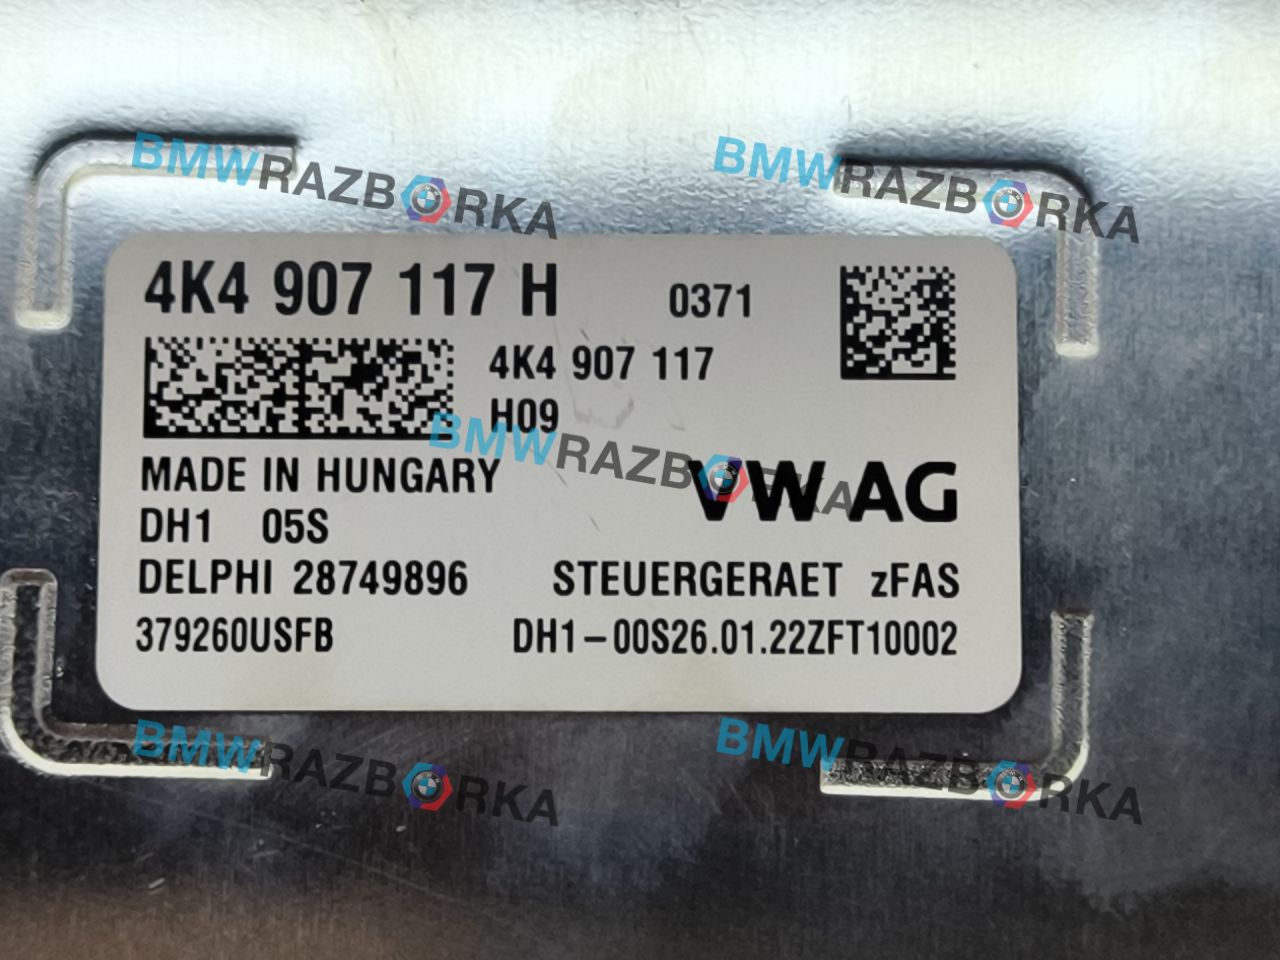 BMWRAZBORKA
BMWRAZBORKA
4K4 907 117 H
0371
4K4 907 117
H09
BMWRAZBORKA
MADE IN HUNGARY
VW AG
DH1 05S
DELPHI 28749896
STEUERGERAET zFAS
379260USFB
DH1-00S26.01.22ZFT10002
BMWRAZBORKA
BMWRAZBORKA